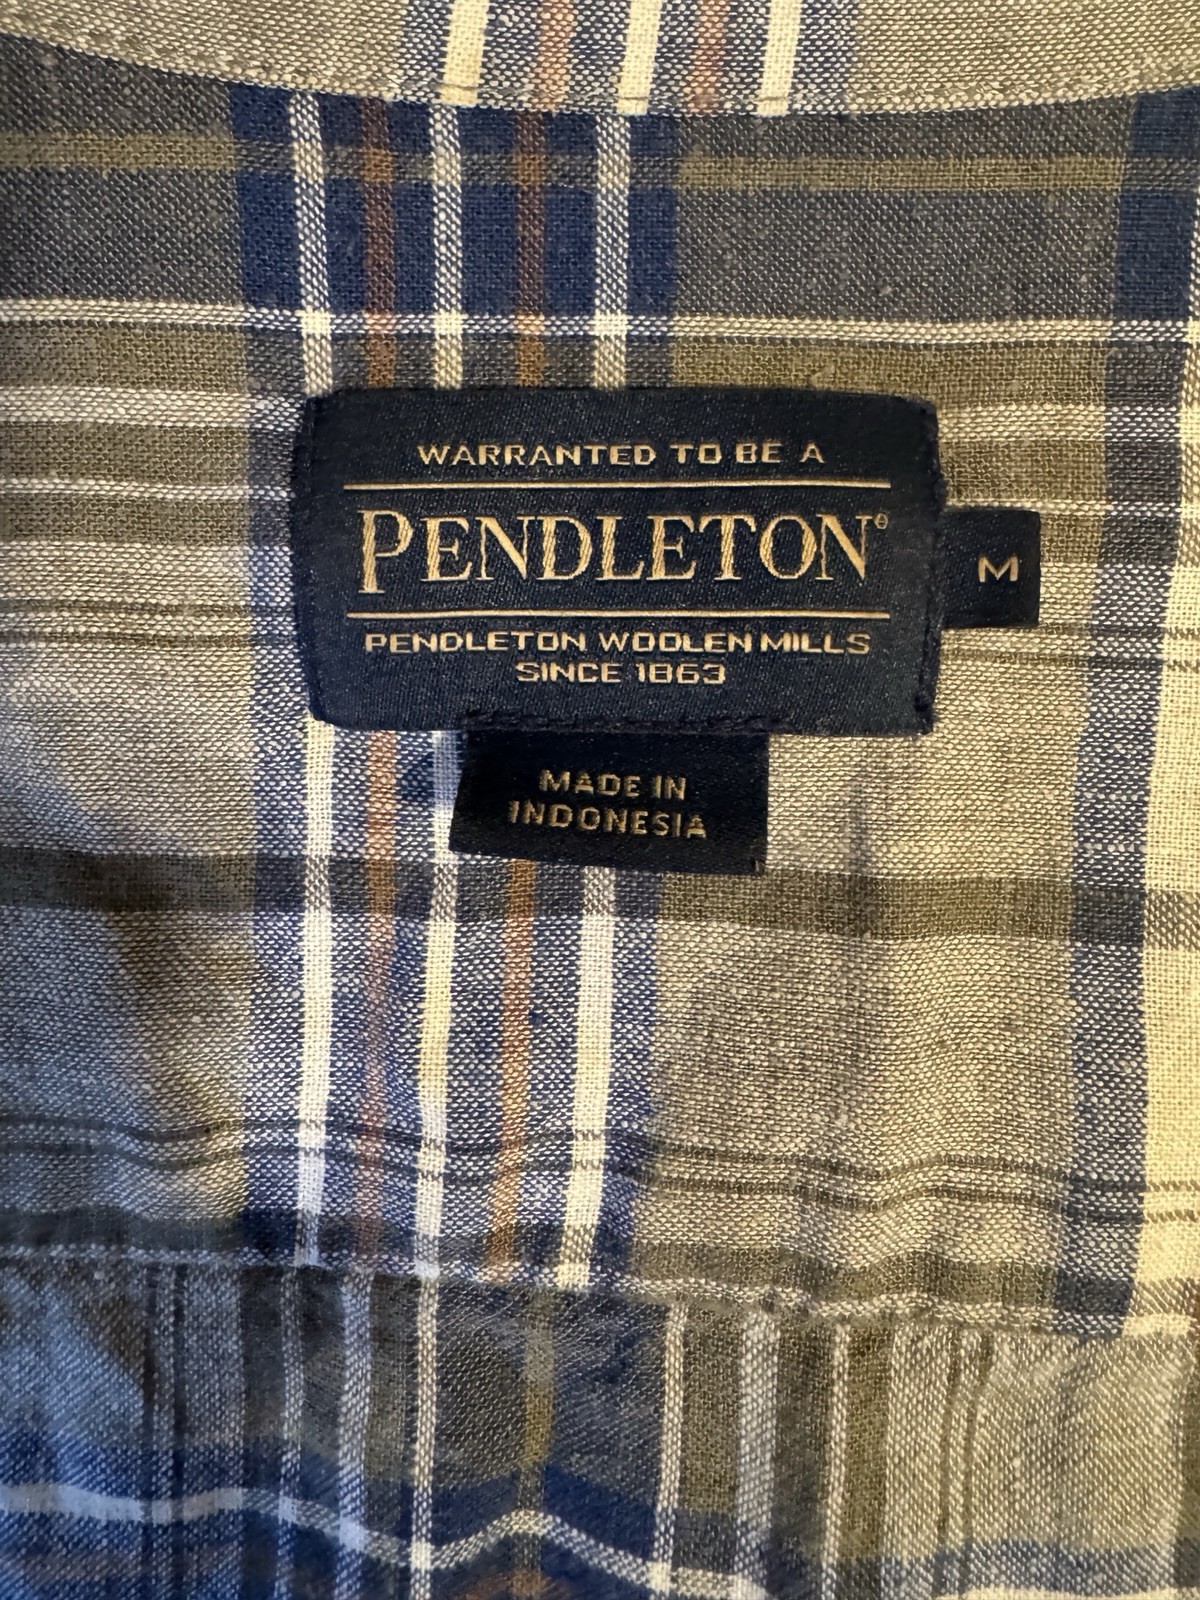 WARRANTED TO BE A
PENDLETON®
M
PENDLETON WOOLEN MILLS
SINCE 1863
MADE IN
INDONESIA